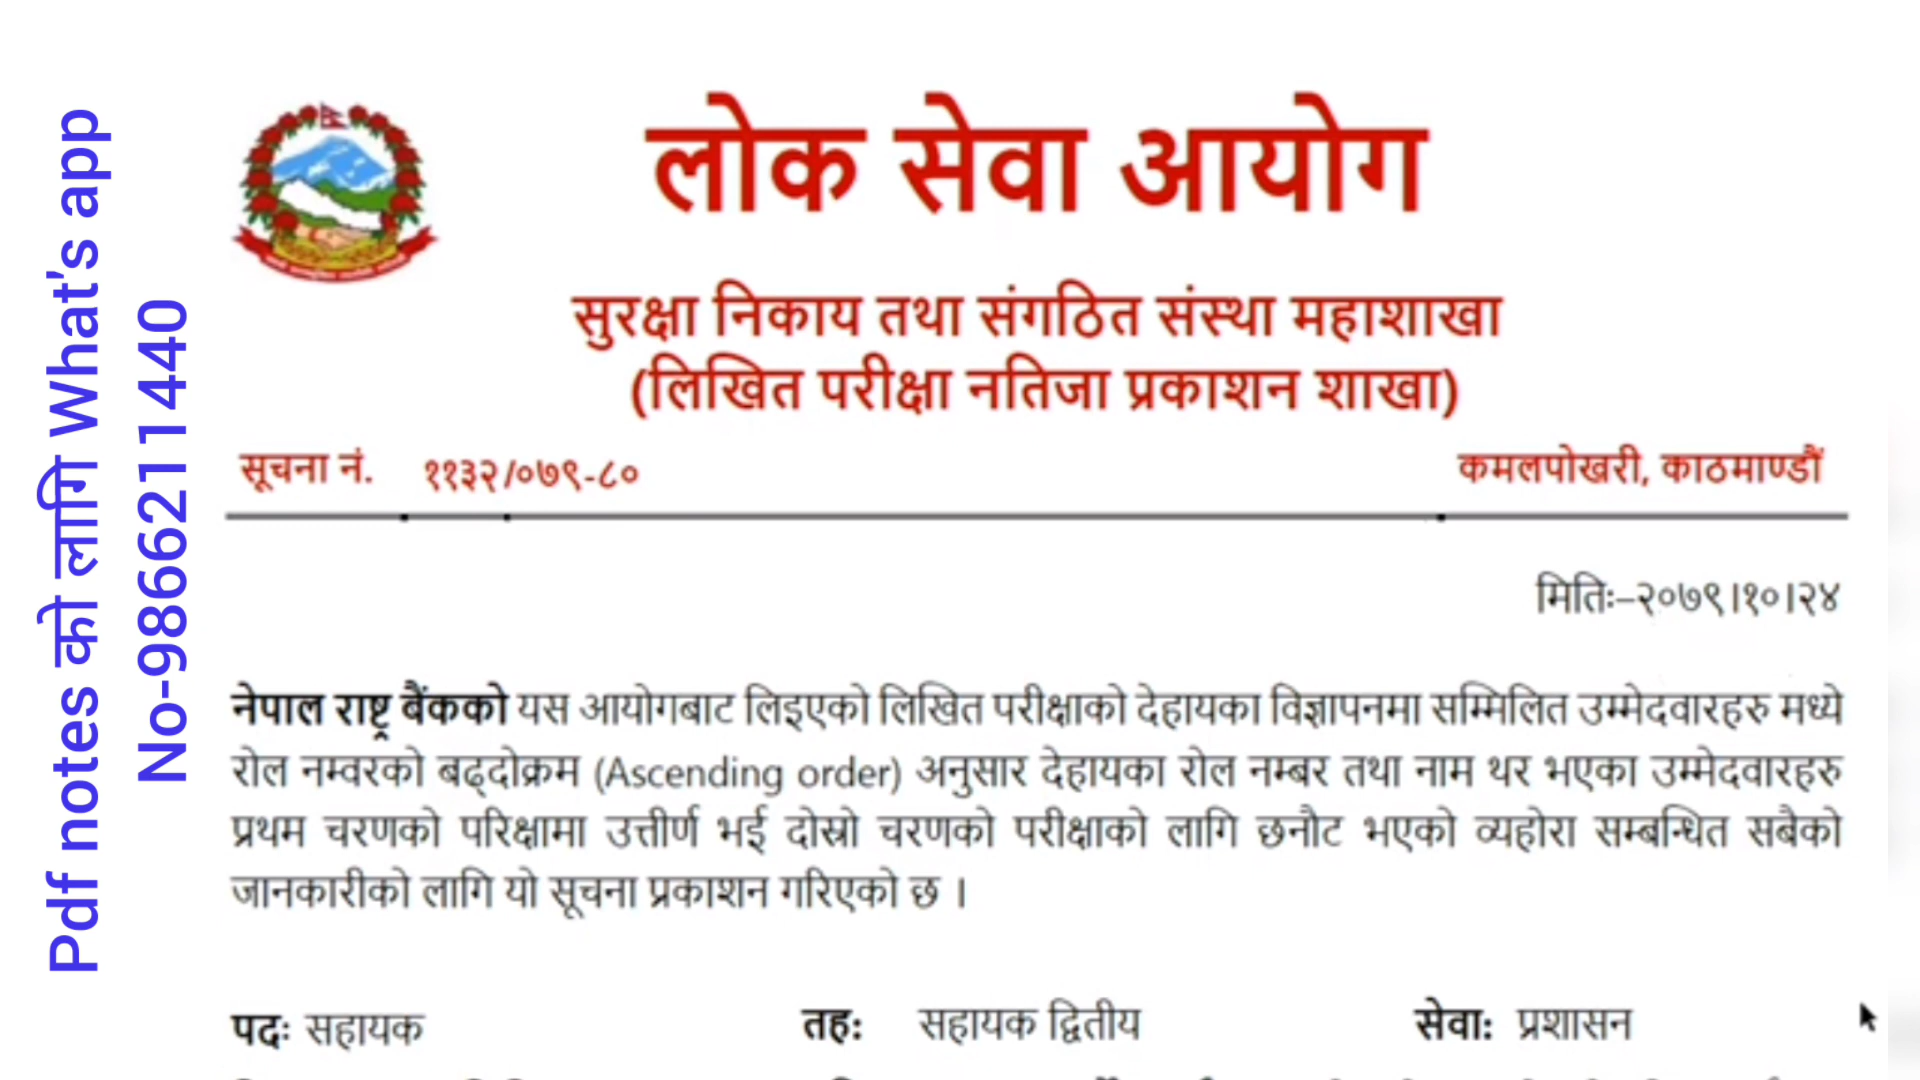 Pdf notes को लागि What's app
No-9866211440
लोक सेवा आयोग
सुरक्षा निकाय तथा संगठित संस्था महाशाखा
(लिखित परीक्षा नतिजा प्रकाशन शाखा)
सूचना नं. ११३२/०७९-८० कमलपोखरी, काठमाण्डौं
मितिः–२०७९।१०।२४
नेपाल राष्ट्र बैंकको यस आयोगबाट लिइएको लिखित परीक्षाको देहायका विज्ञापनमा सम्मिलित उम्मेदवारहरु मध्ये
रोल नम्वरको बढ्दोक्रम (Ascending order) अनुसार देहायका रोल नम्बर तथा नाम थर भएका उम्मेदवारहरु
प्रथम चरणको परिक्षामा उत्तीर्ण भई दोस्रो चरणको परीक्षाको लागि छनौट भएको व्यहोरा सम्बन्धित सबैको
जानकारीको लागि यो सूचना प्रकाशन गरिएको छ ।
पदः सहायक तह: सहायक द्वितीय सेवा: प्रशासन